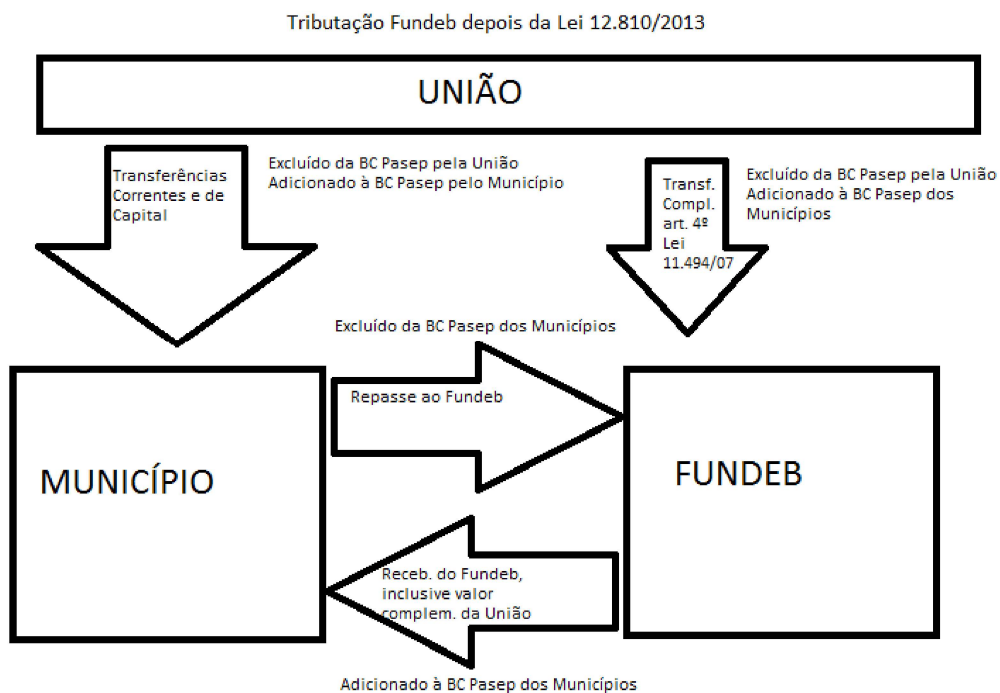 Tributação Fundeb depois da Lei 12.810/2013
UNIÃO
Transferências
Correntes e de
Capital
Excluído da BC Pasep pela União
Adicionado à BC Pasep pelo Município
Transf.
Compl.
art. 4º
Lei
11.494/07
Excluído da BC Pasep pela União
Adicionado à BC Pasep dos
Municípios
Excluído da BC Pasep dos Municípios
Repasse ao Fundeb
MUNICÍPIO
FUNDEB
Receb. do Fundeb,
inclusive valor
complem. da União
Adicionado à BC Pasep dos Municípios